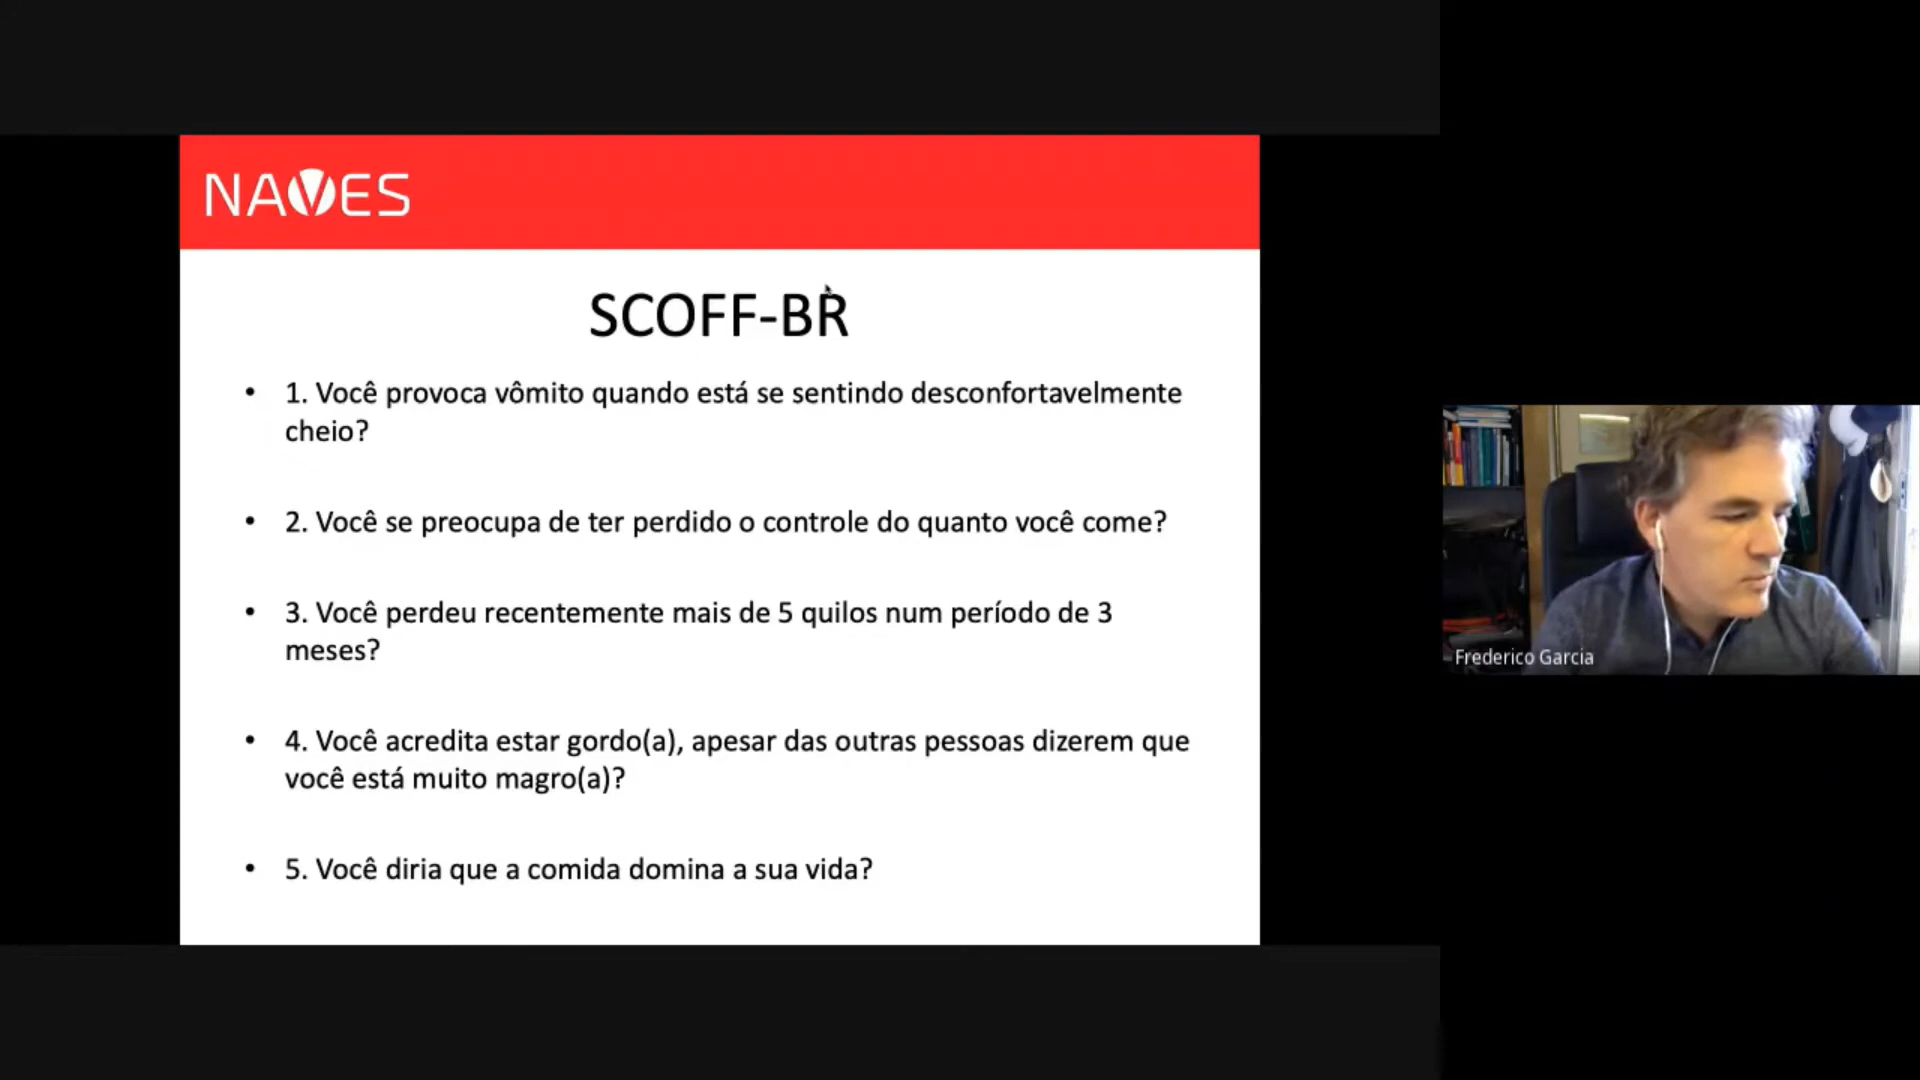 NAVES
SCOFF-BR
• 1. Você provoca vômito quando está se sentindo desconfortavelmente
cheio?
• 2. Você se preocupa de ter perdido o controle do quanto você come?
• 3. Você perdeu recentemente mais de 5 quilos num período de 3
meses?
• 4. Você acredita estar gordo(a), apesar das outras pessoas dizerem que
você está muito magro(a)?
• 5. Você diria que a comida domina a sua vida?
Frederico Garcia